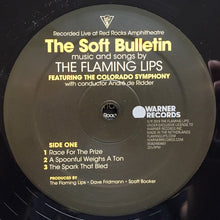 Recorded Live at Red Rocks Amphitheatre
The Soft Bulletin
music and songs by
THE FLAMING LIPS
FEATURING THE COLORADO SYMPHONY
with conductor André de Ridder
WARNER
RECORDS
SIDE ONE
1 Race For The Prize
2 A Spoonful Weighs A Ton
3 The Spark That Bled
PRODUCED BY
The Flaming Lips • Dave Fridmann • Scott Booker